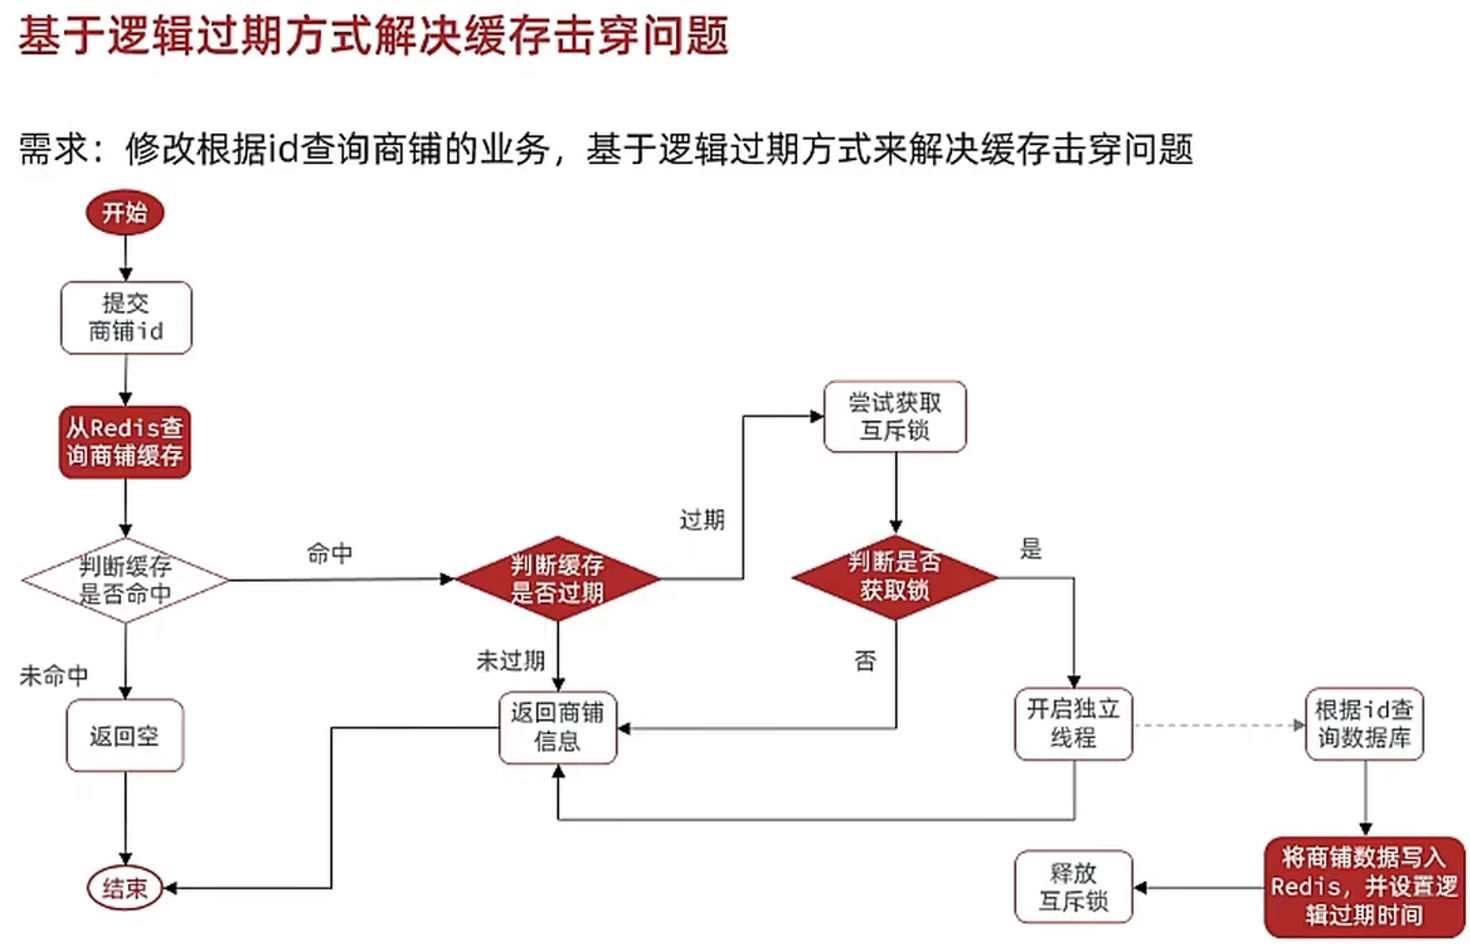 基于逻辑过期方式解决缓存击穿问题
需求：修改根据id查询商铺的业务，基于逻辑过期方式来解决缓存击穿问题
开始
提交
商铺id
从Redis查
询商铺缓存
判断缓存
是否命中
命中
未命中
返回空
结束
判断缓存
是否过期
过期
未过期
返回商铺
信息
尝试获取
互斥锁
判断是否
获取锁
是
否
开启独立
线程
根据id查
询数据库
将商铺数据写入
Redis，并设置逻
辑过期时间
释放
互斥锁